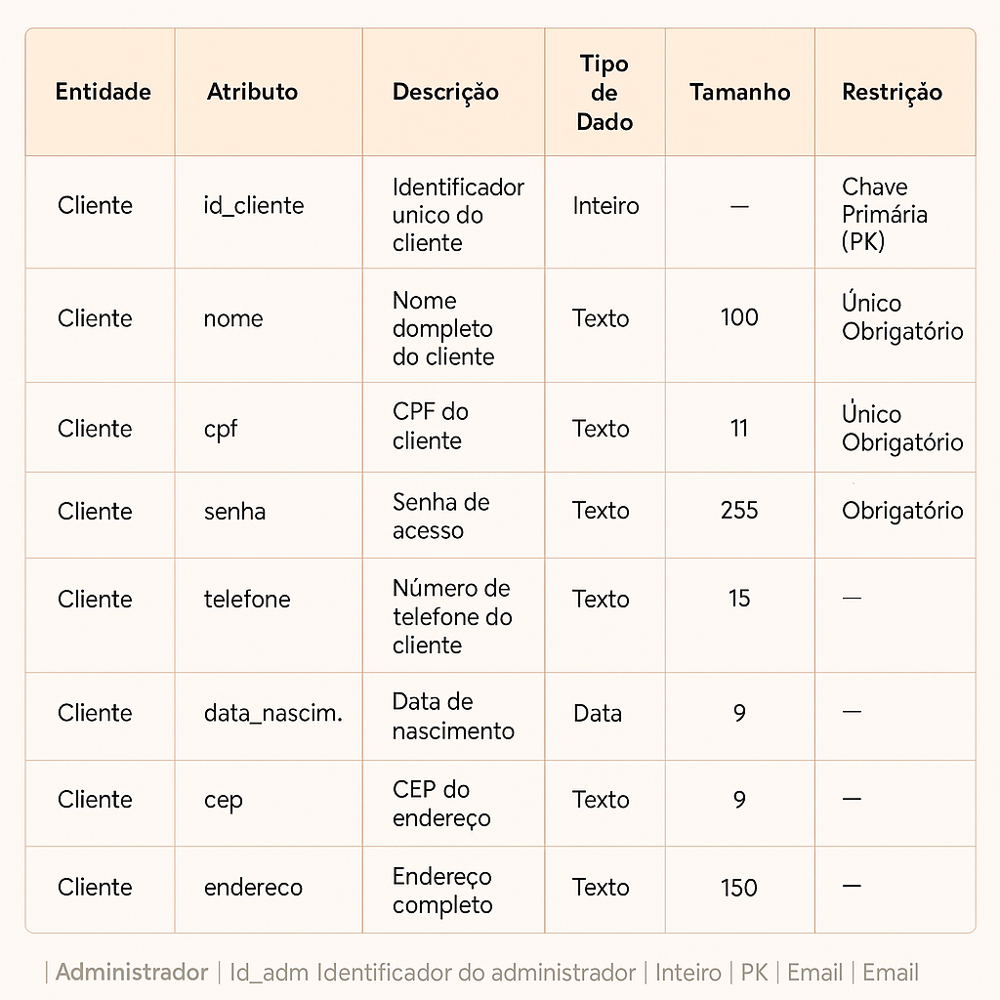 Entidade
Atributo
Descrição
Tipo
de
Dado
Tamanho
Restrição
Cliente
id_cliente
Identificador
unico do
cliente
Inteiro
—
Chave
Primária
(PK)
Cliente
nome
Nome
dompleto
do cliente
Texto
100
Único
Obrigatório
Cliente
cpf
CPF do
cliente
Texto
11
Único
Obrigatório
Cliente
senha
Senha de
acesso
Texto
255
Obrigatório
Cliente
telefone
Número de
telefone do
cliente
Texto
15
—
Cliente
data_nascim.
Data de
nascimento
Data
9
—
Cliente
cep
CEP do
endereço
Texto
9
—
Cliente
endereco
Endereço
completo
Texto
150
—
| Administrador | Id_adm Identificador do administrador | Inteiro | PK | Email | Email